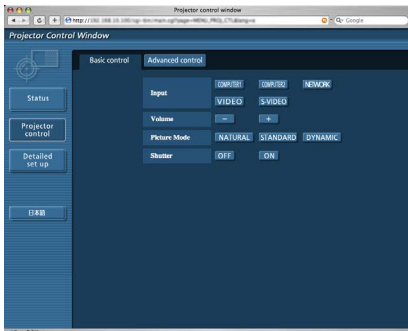 Projector control window
Google
Projector Control Window
Basic control
Advanced control
Status
Projector
control
Detailed
set up
日本語
Input
COMPUTER1
COMPUTER2
NETWORK
VIDEO
S-VIDEO
Volume
-
+
Picture Mode
NATURAL
STANDARD
DYNAMIC
Shutter
OFF
ON